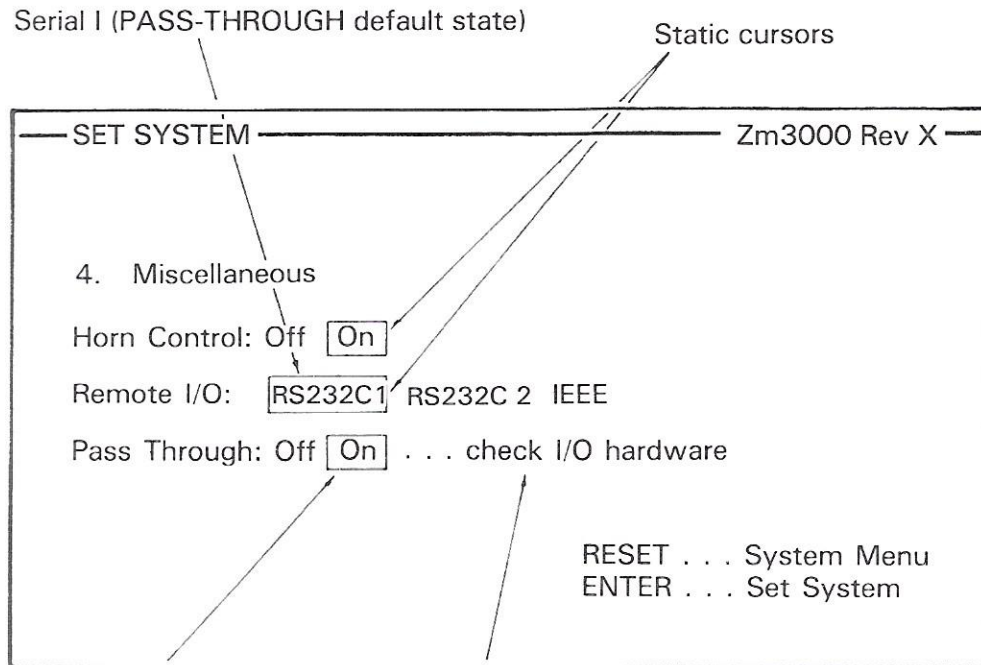 Serial I (PASS-THROUGH default state)
Static cursors
SET SYSTEM
Zm3000 Rev X
4. Miscellaneous
Horn Control: Off On
Remote I/O: RS232C1 RS232C 2 IEEE
Pass Through: Off On . . . check I/O hardware
RESET . . . System Menu
ENTER . . . Set System